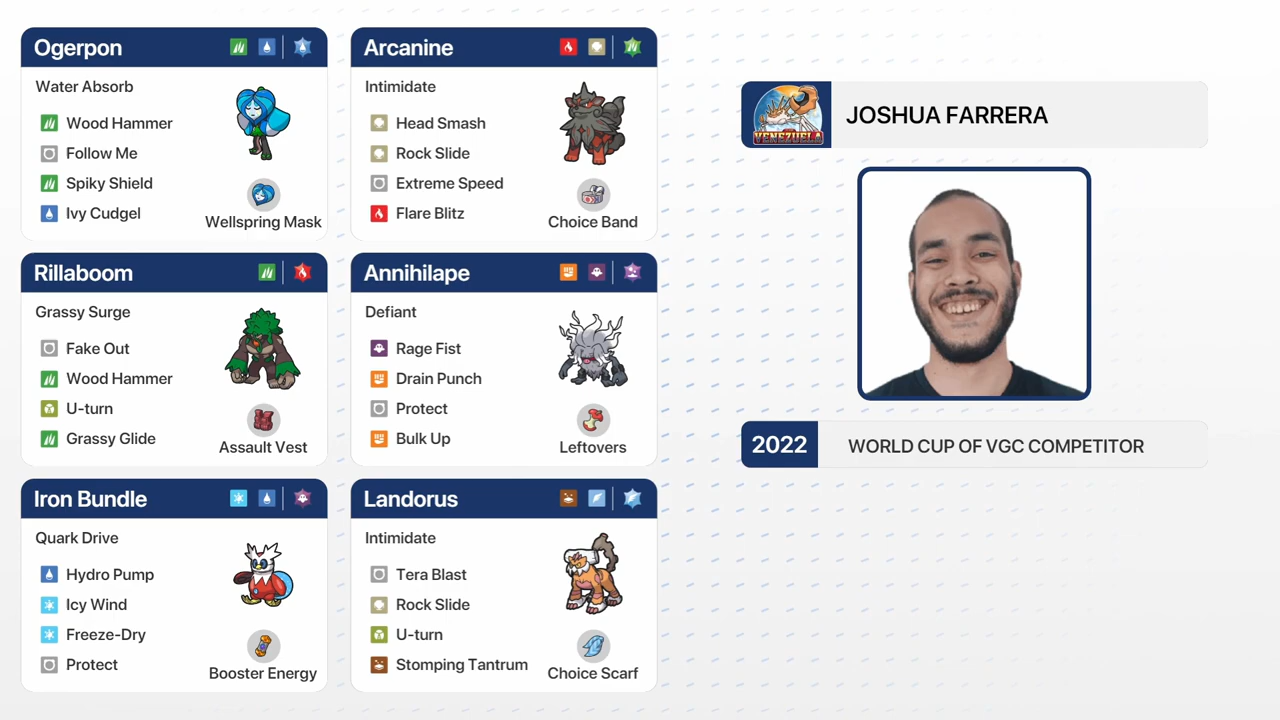 Ogerpon
Water Absorb
Wood Hammer
Follow Me
Spiky Shield
Ivy Cudgel
Wellspring Mask
Arcanine
Intimidate
Head Smash
Rock Slide
Extreme Speed
Flare Blitz
Choice Band
Rillaboom
Grassy Surge
Fake Out
Wood Hammer
U-turn
Grassy Glide
Assault Vest
Annihilape
Defiant
Rage Fist
Drain Punch
Protect
Bulk Up
Leftovers
Iron Bundle
Quark Drive
Hydro Pump
Icy Wind
Freeze-Dry
Protect
Booster Energy
Landorus
Intimidate
Tera Blast
Rock Slide
U-turn
Stomping Tantrum
Choice Scarf
VENEZUELA
JOSHUA FARRERA
2022 WORLD CUP OF VGC COMPETITOR